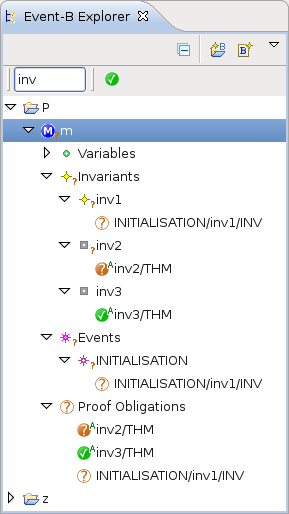 Event-B Explorer
inv
P
m
Variables
Invariants
inv1
INITIALISATION/inv1/INV
inv2
inv2/THM
inv3
inv3/THM
Events
INITIALISATION
INITIALISATION/inv1/INV
Proof Obligations
inv2/THM
inv3/THM
INITIALISATION/inv1/INV
z